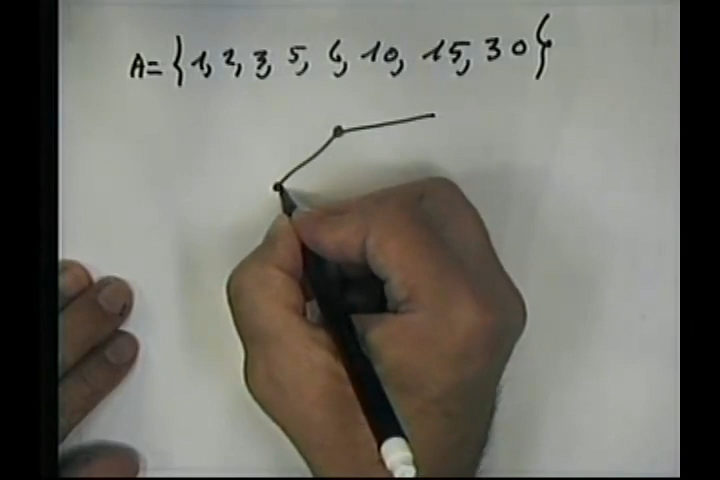 A = {1, 2, 3, 5, 6, 10, 15, 30}